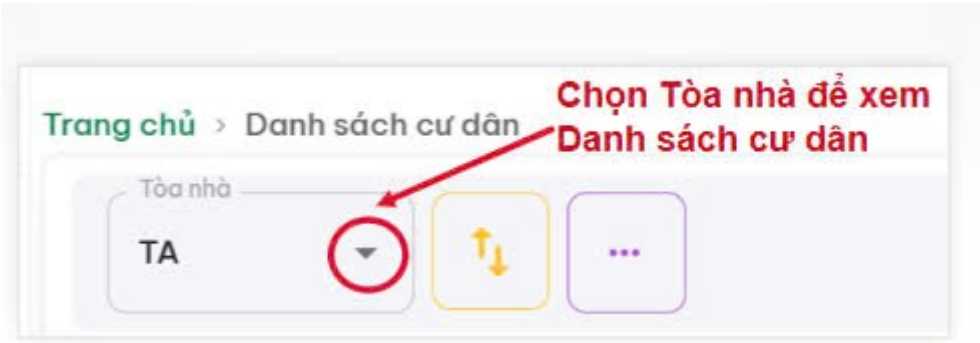 Chọn Tòa nhà để xem
Danh sách cư dân
Trang chủ > Danh sách cư dân
Tòa nhà
TA
...